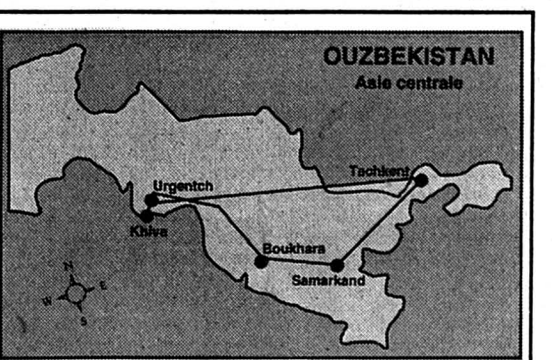 OUZBEKISTAN
Asie centrale
Tachkent
Urgentch
Khiva
Boukhara
Samarkand
N
W E
S